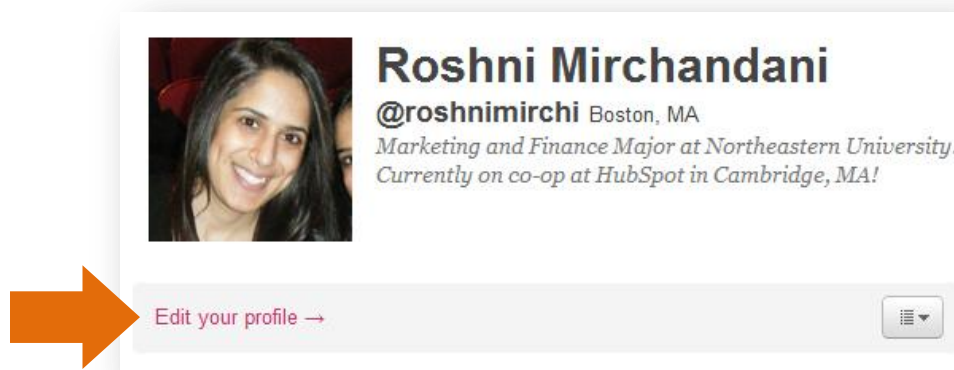 Roshni Mirchandani
@roshnimirchi Boston, MA
Marketing and Finance Major at Northeastern University.
Currently on co-op at HubSpot in Cambridge, MA!
Edit your profile →